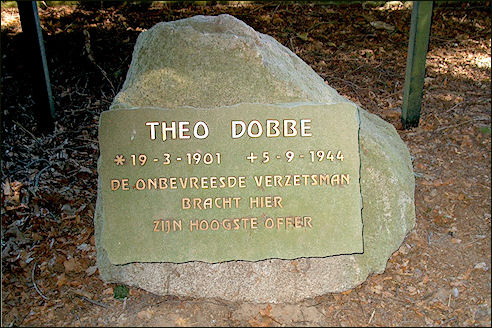 THEO DOBBE
* 19 - 3 - 1901 + 5 - 9 - 1944
DE ONBEVREESDE VERZETSMAN
BRACHT HIER
ZIJN HOOGSTE OFFER